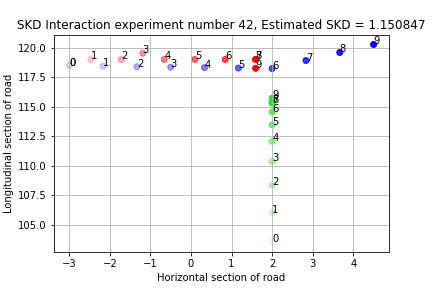 SKD Interaction experiment number 42, Estimated SKD = 1.150847
Longitudinal section of road
120.0
117.5
115.0
112.5
110.0
107.5
105.0
0 1 2 3 4 5 6 7 8 9
0 1 2 3 4 5 6 7 8 9
9
8
6
5
4
3
2
1
0
−3 −2 −1 0 1 2 3 4
Horizontal section of road